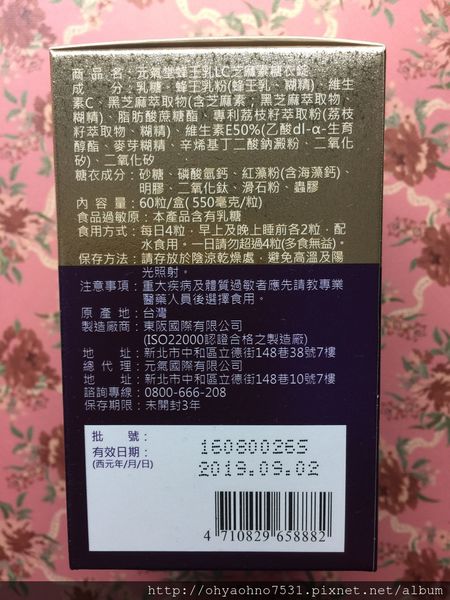 商品名:元氣堂蜂王乳LC芝麻素糖衣錠
成分:乳糖、蜂王乳粉(蜂王乳、糊精)、維生
素C、黑芝麻萃取物(含芝麻素;黑芝麻萃取物、
糊精)、脂肪酸蔗糖酯、專利荔枝籽萃取粉(荔枝
籽萃取物、糊精)、維生素E50%(乙酸dl-α-生育
醇酯、麥芽糊精、辛烯基丁二酸鈉澱粉、二氧化
矽)、二氧化矽
糖衣成分:砂糖、磷酸氫鈣、紅藻粉(含海藻鈣)、
明膠、二氧化鈦、滑石粉、蟲膠
內容量:60粒/盒( 550毫克/粒)
食品過敏原:本產品含有乳糖
食用方式:每日4粒,早上及晚上睡前各2粒,配
水食用。一日請勿超過4粒(多食無益)。
保存方法:請存放於陰涼乾燥處,避免高溫及陽
光照射。
注意事項:重大疾病及體質過敏者應先請教專業
醫藥人員後選擇食用。
原產地:台灣
製造廠商:東阪國際有限公司
(ISO22000認證合格之製造廠)
地址:新北市中和區立德街148巷38號7樓
總代理:元氣國際有限公司
地址:新北市中和區立德街148巷10號7樓
諮詢專線:0800-666-208
保存期限:未開封3年
批號: 160800265
有效日期: 2019.09.02
(西元年/月/日)
4 710829 658882
http://ohyaohno7531.pixnet.net/album